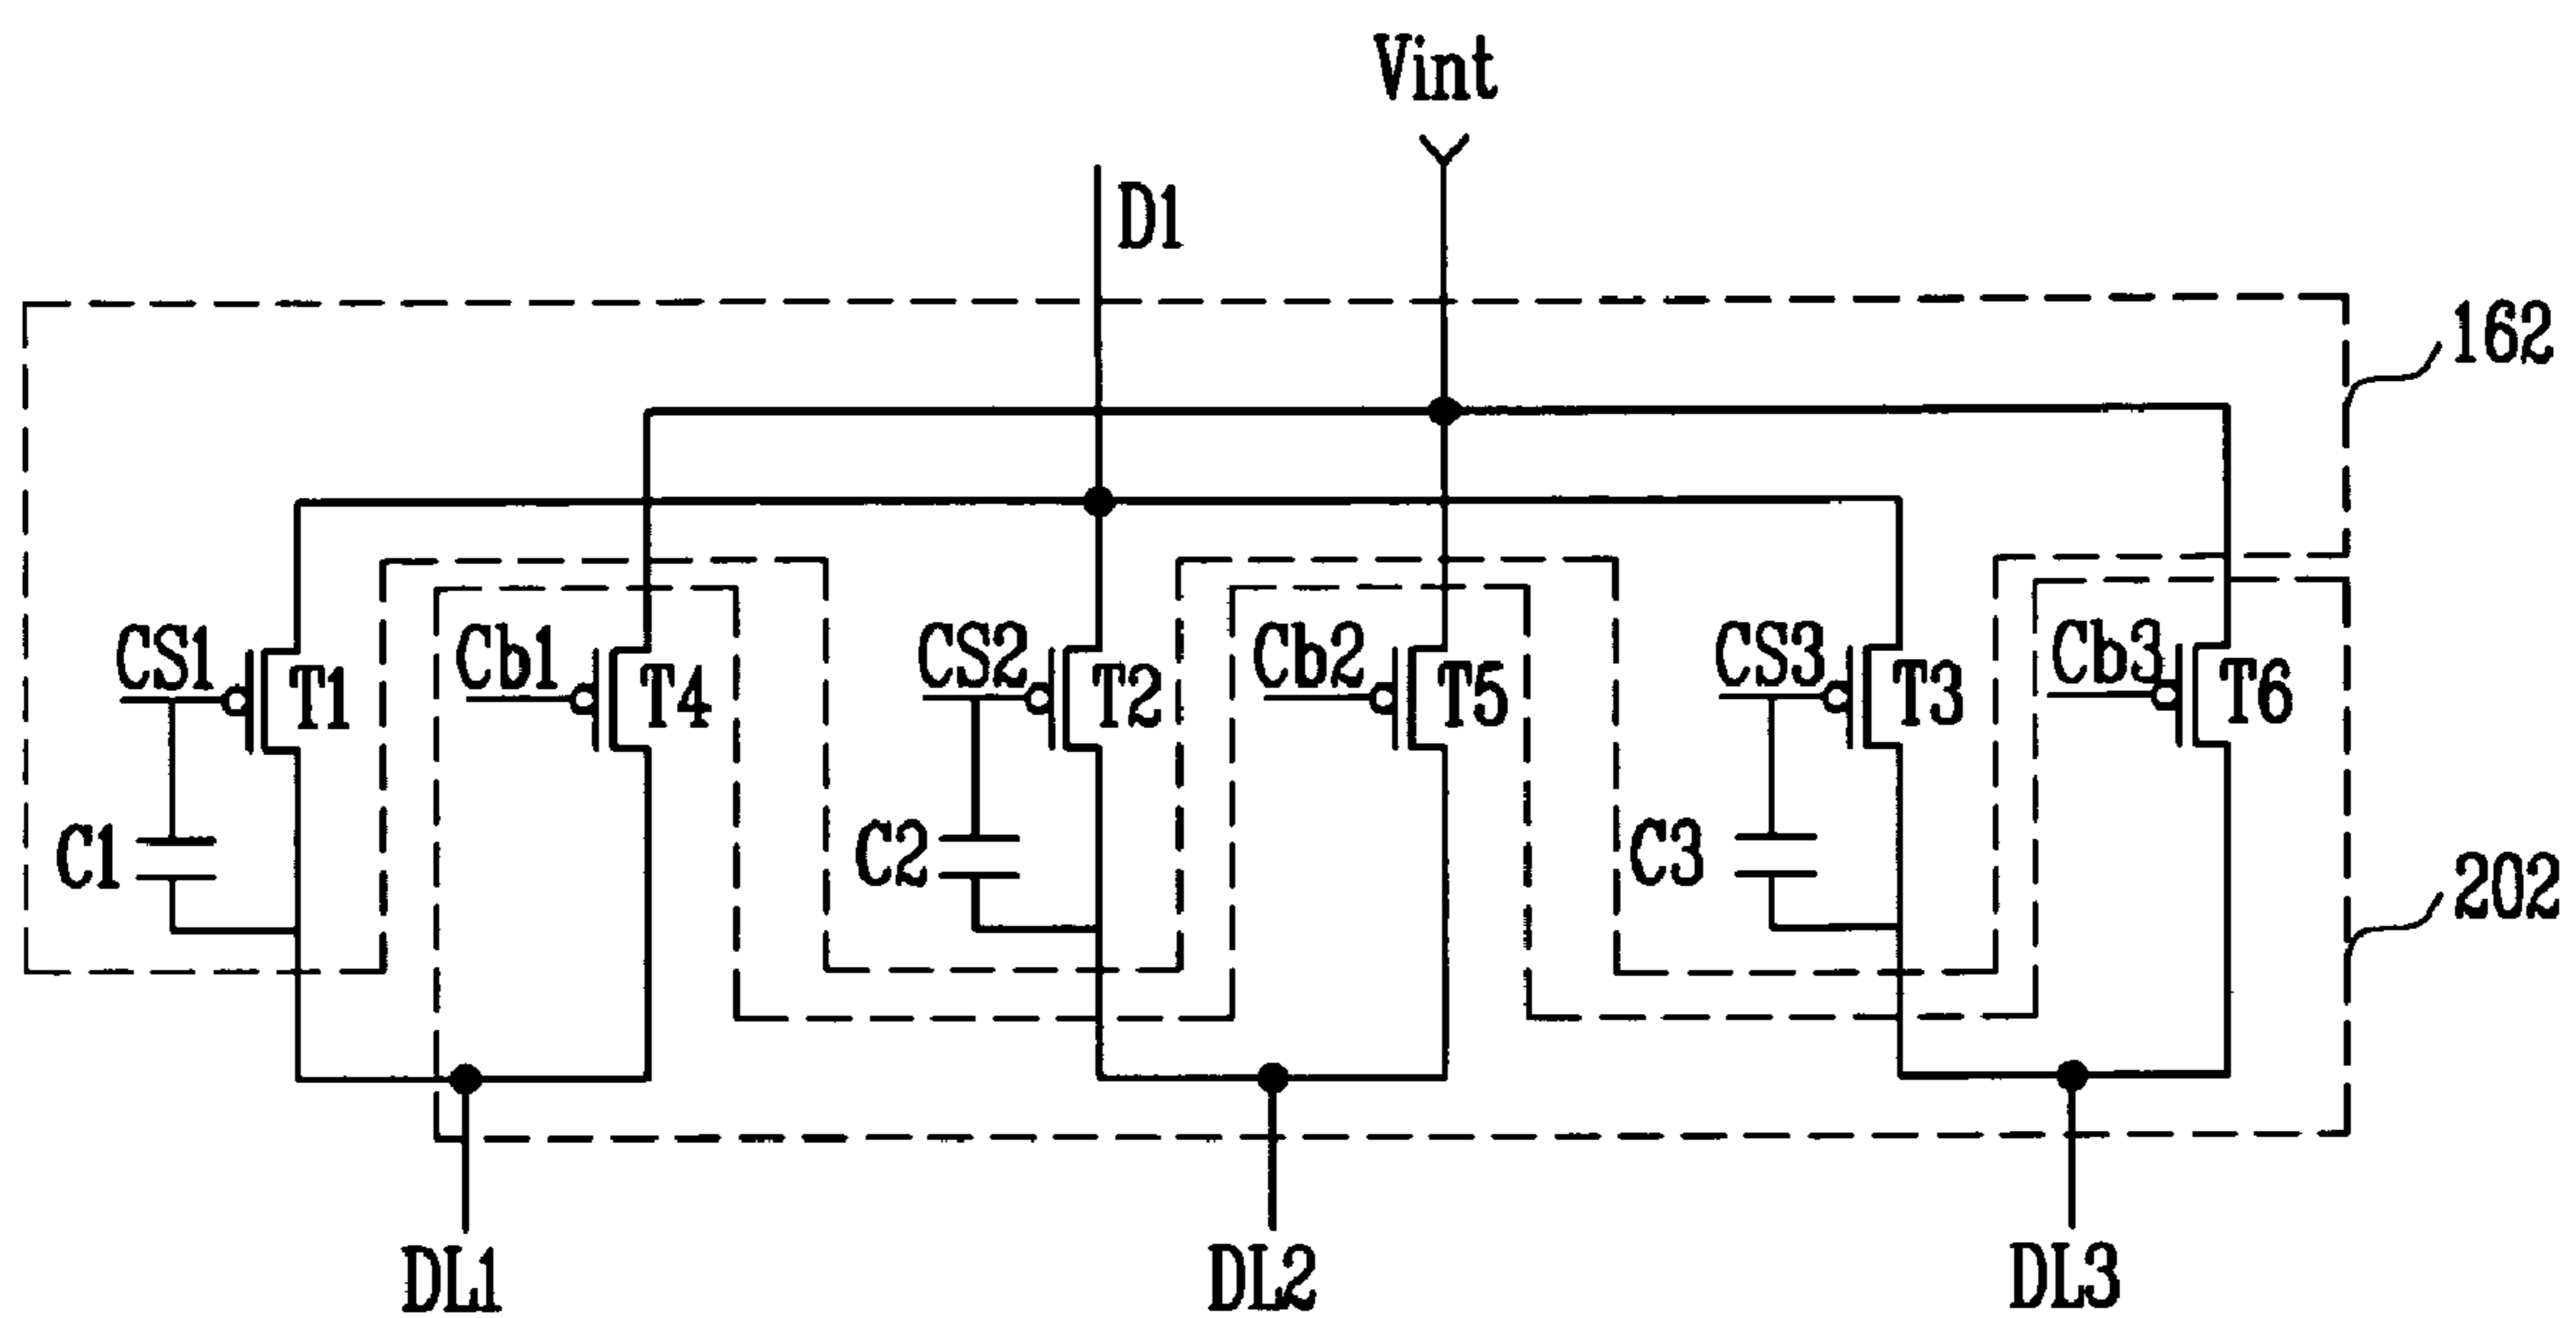 Vint
D1
162
CS1
T1
Cb1
T4
CS2
T2
Cb2
T5
CS3
T3
Cb3
T6
C1
C2
C3
202
DL1
DL2
DL3